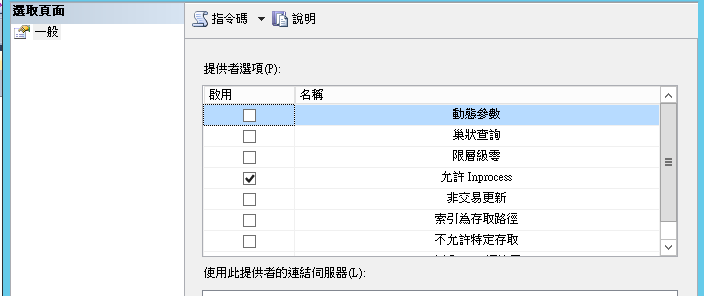 選取頁面
一般
指令碼 說明
提供者選項(P):
啟用 名稱
動態參數
巢狀查詢
限層級零
允許 Inprocess
非交易更新
索引為存取路徑
不允許特定存取
使用此提供者的連結伺服器(L):